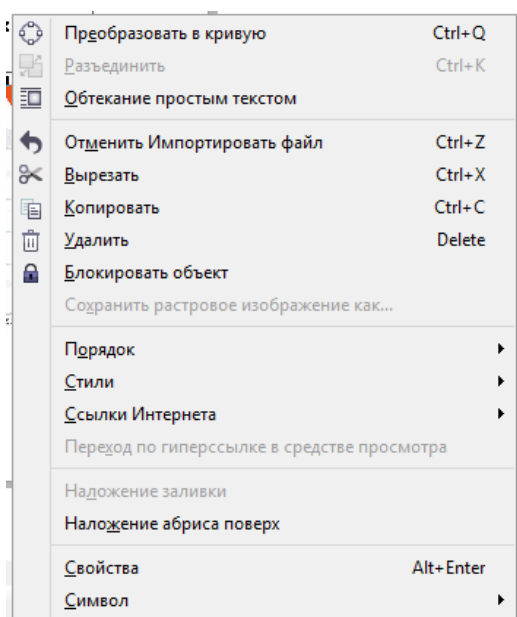 Преобразовать в кривую Ctrl+Q
Разъединить Ctrl+K
Обтекание простым текстом
Отменить Импортировать файл Ctrl+Z
Вырезать Ctrl+X
Копировать Ctrl+C
Удалить Delete
Блокировать объект
Сохранить растровое изображение как...
Порядок
Стили
Ссылки Интернета
Переход по гиперссылке в средстве просмотра
Наложение заливки
Наложение абриса поверх
Свойства Alt+Enter
Символ